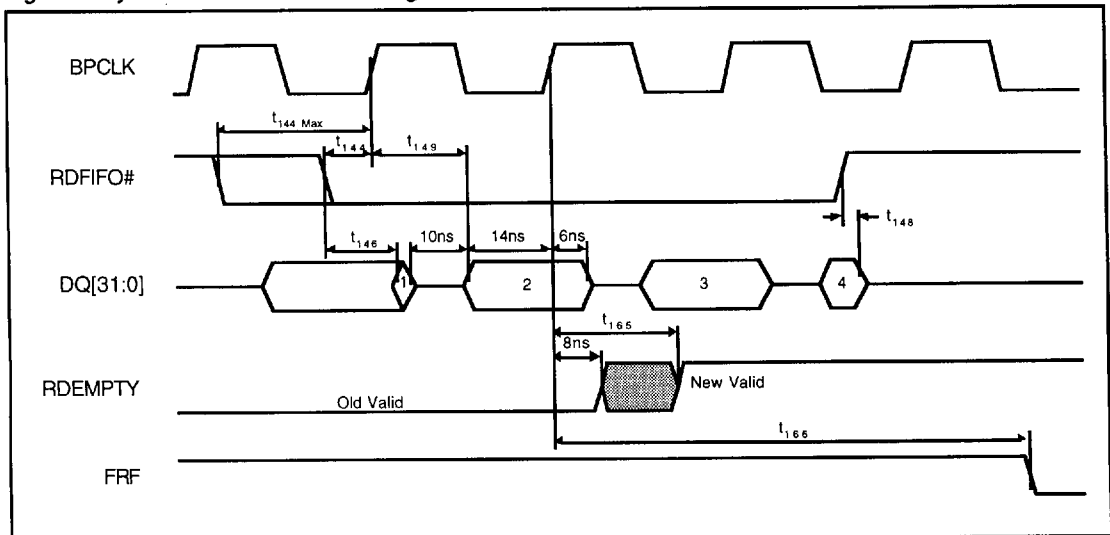 BPCLK
t144 Max
t144
t149
RDFIFO#
t148
t146
10ns
14ns
6ns
DQ[31:0]
1
2
3
4
t165
8ns
RDEMPTY
Old Valid
New Valid
t166
FRF